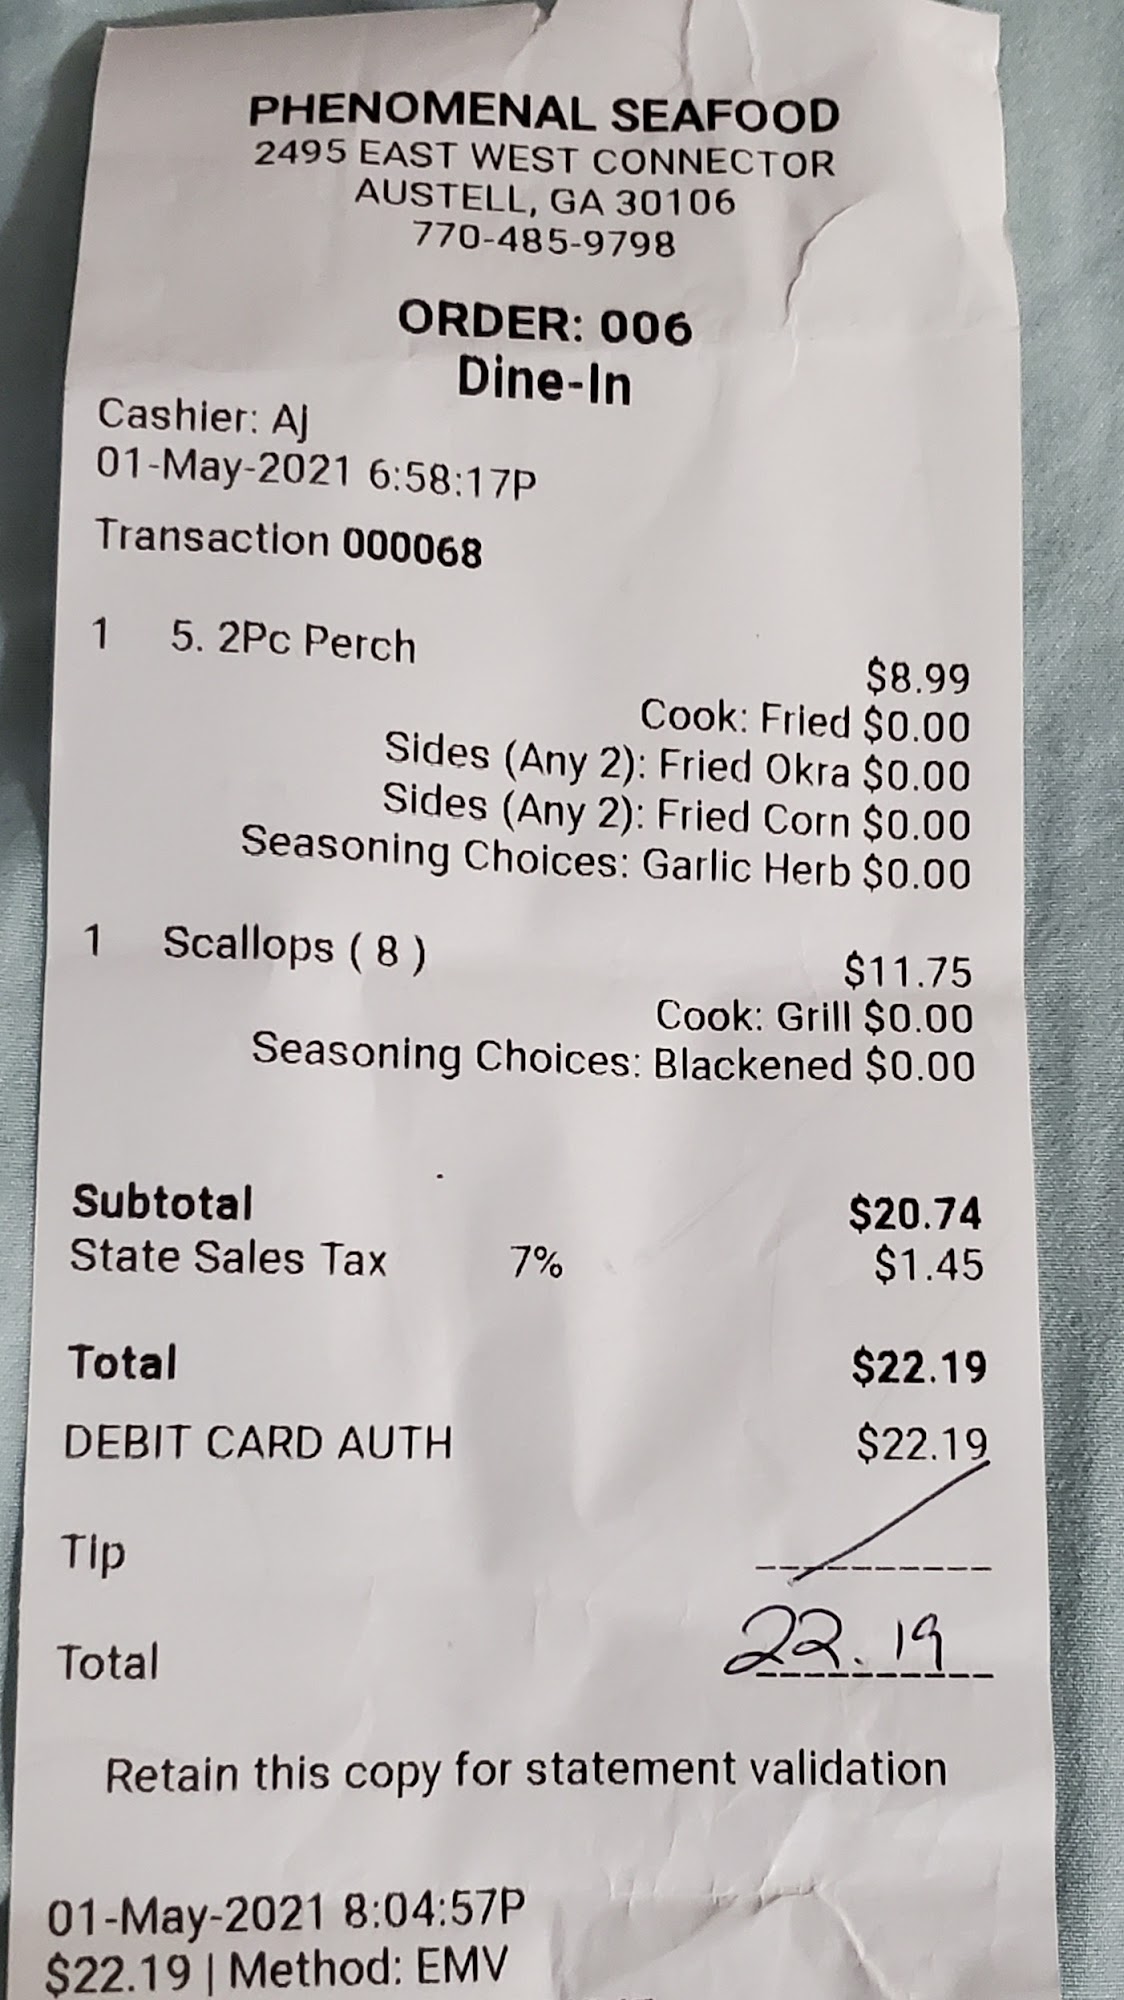 PHENOMENAL SEAFOOD
2495 EAST WEST CONNECTOR
AUSTELL, GA 30106
770-485-9798
ORDER: 006
Dine-In
Cashier: AJ
01-May-2021 6:58:17P
Transaction 000068
1 5. 2Pc Perch
$8.99
Cook: Fried $0.00
Sides (Any 2): Fried Okra $0.00
Sides (Any 2): Fried Corn $0.00
Seasoning Choices: Garlic Herb $0.00
1 Scallops ( 8 )
$11.75
Cook: Grill $0.00
Seasoning Choices: Blackened $0.00
Subtotal $20.74
State Sales Tax 7% $1.45
Total $22.19
DEBIT CARD AUTH $22.19
Tip
Total 22.19
Retain this copy for statement validation
01-May-2021 8:04:57P
$22.19 | Method: EMV